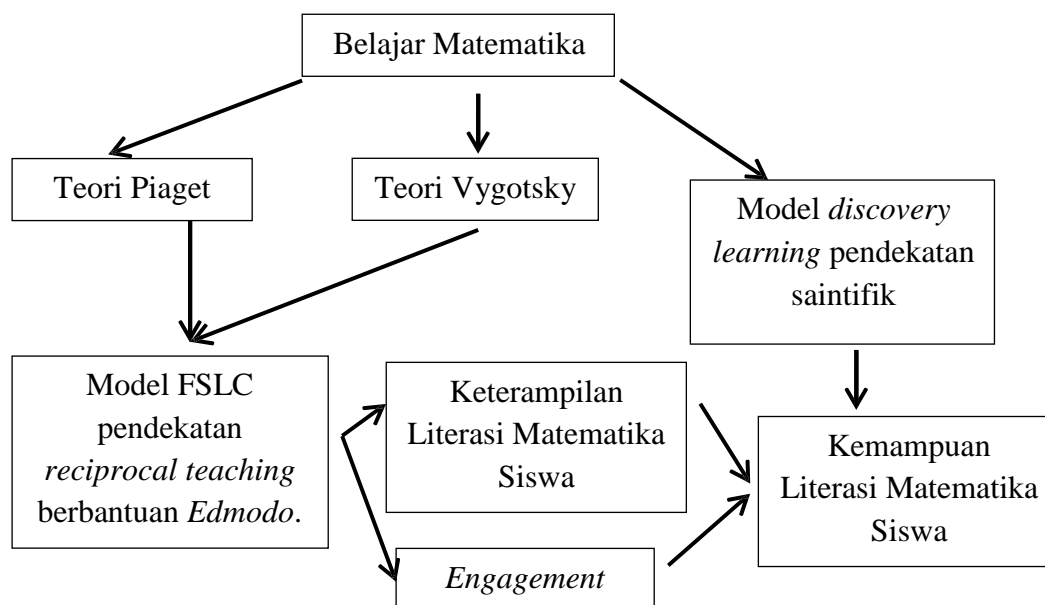 Belajar Matematika
Teori Piaget
Teori Vygotsky
Model discovery
learning pendekatan
saintifik
Model FSLC
pendekatan
reciprocal teaching
berbantuan Edmodo.
Keterampilan
Literasi Matematika
Siswa
Kemampuan
Literasi Matematika
Siswa
Engagement